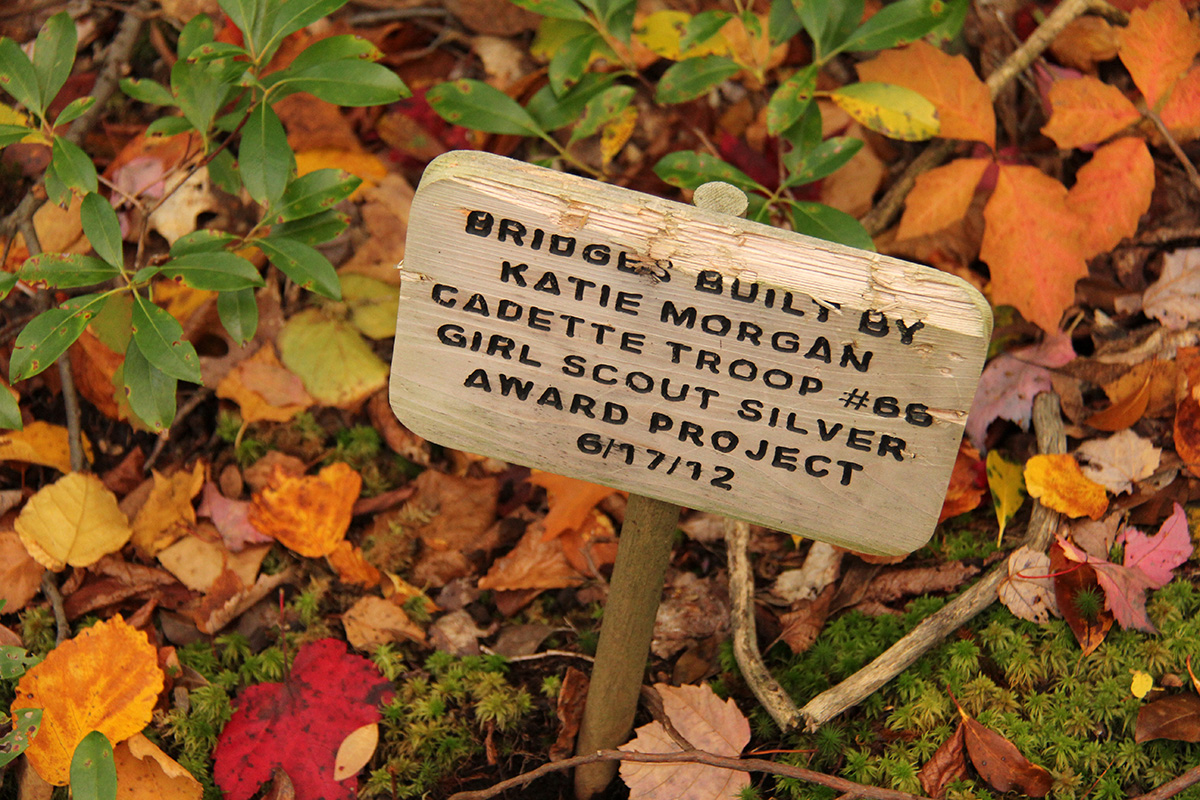 BRIDGES BUILT BY
KATIE MORGAN
CADETTE TROOP #66
GIRL SCOUT SILVER
AWARD PROJECT
6/17/12